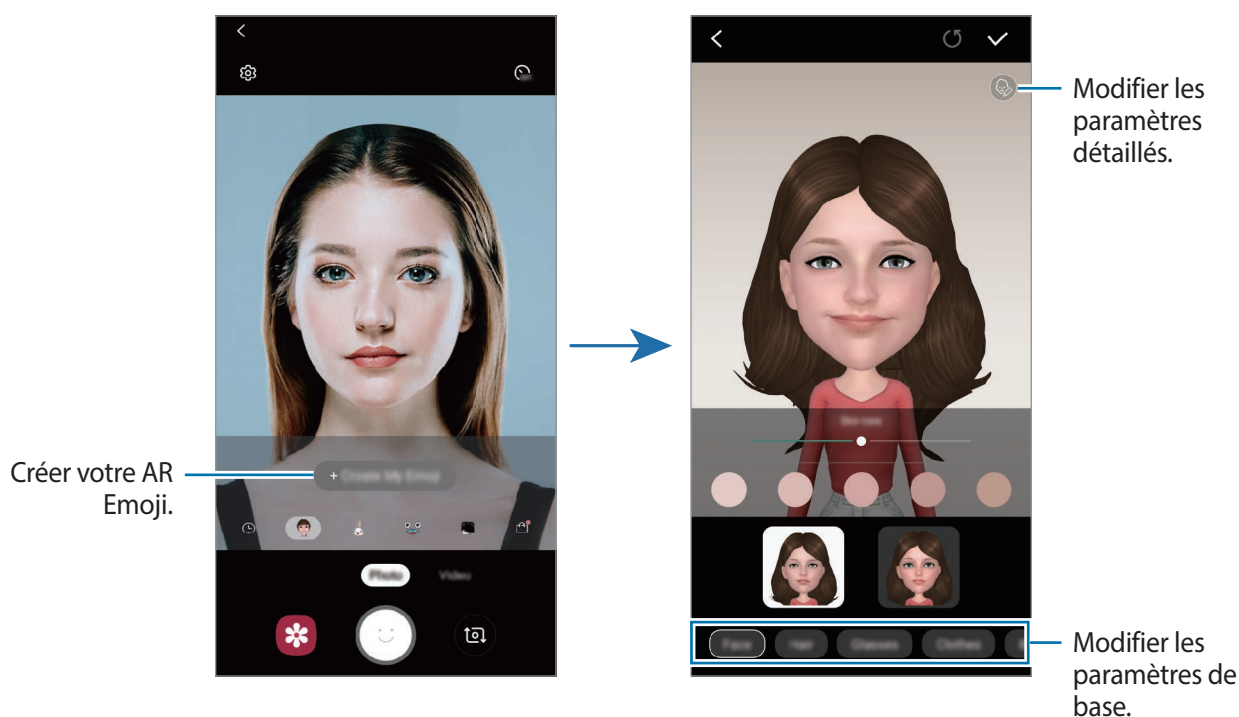 Créer votre AR
Emoji.
+ Create My Emoji
Photo
Video
Modifier les
paramètres
détaillés.
Face
Hair
Glasses
Clothes
Modifier les
paramètres de
base.